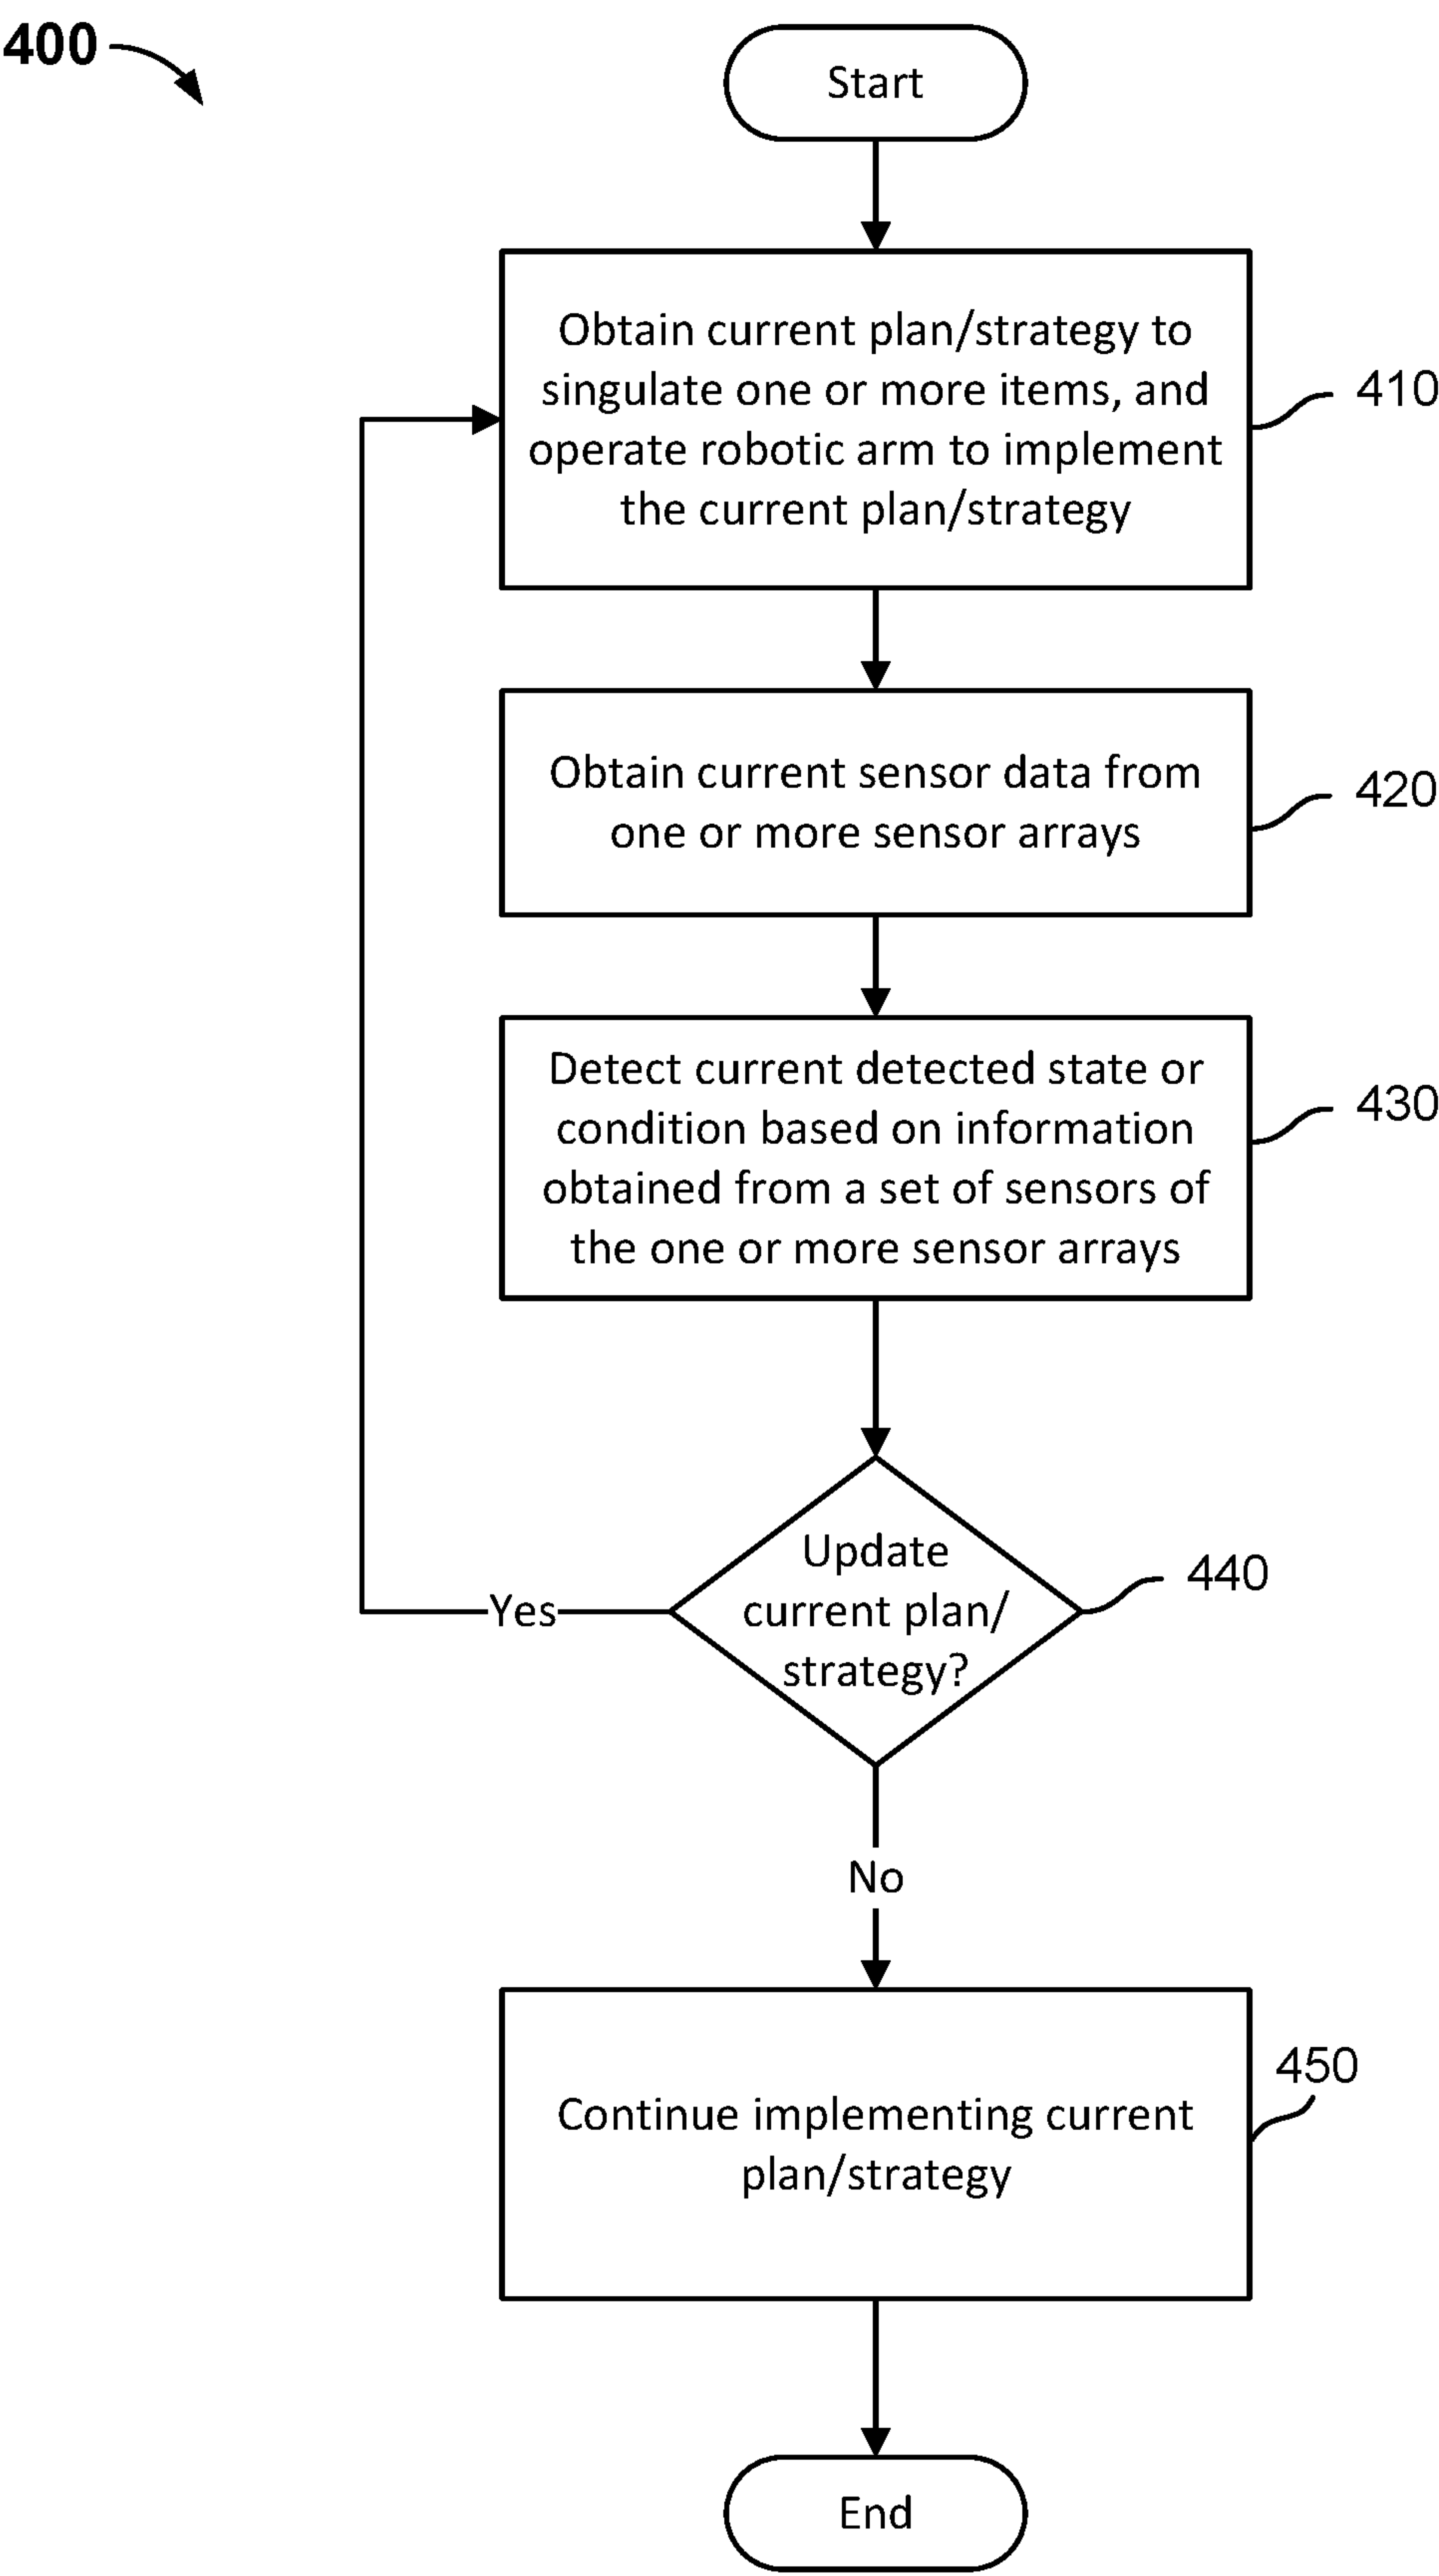 400
Start
Obtain current plan/strategy to
singulate one or more items, and
operate robotic arm to implement
the current plan/strategy
410
Obtain current sensor data from
one or more sensor arrays
420
Detect current detected state or
condition based on information
obtained from a set of sensors of
the one or more sensor arrays
430
Update
current plan/
strategy?
440
Yes
No
Continue implementing current
plan/strategy
450
End